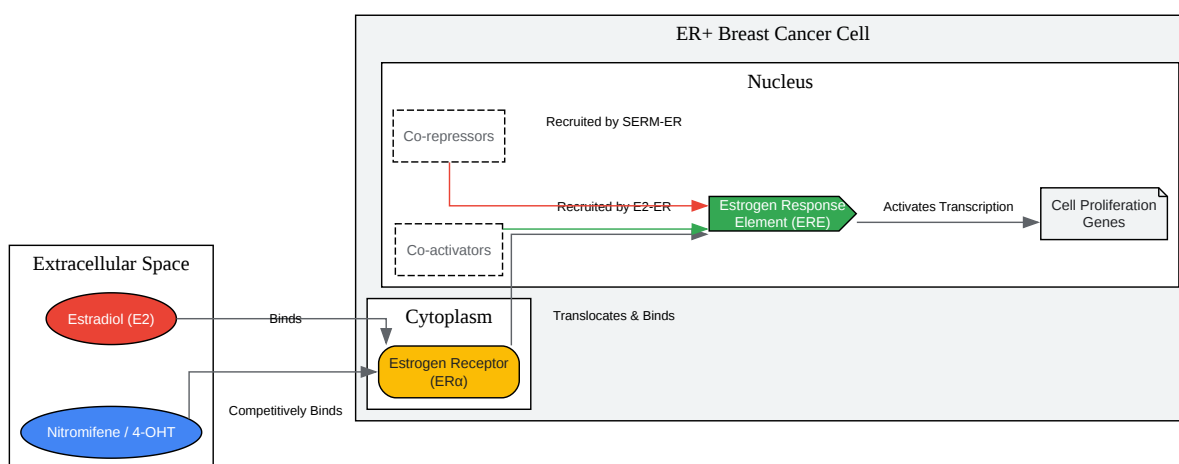 ER+ Breast Cancer Cell
Nucleus
Co-repressors
Recruited by SERM-ER
Recruited by E2-ER
Estrogen Response
Element (ERE)
Activates Transcription
Cell Proliferation
Genes
Co-activators
Extracellular Space
Estradiol (E2)
Binds
Cytoplasm
Translocates & Binds
Estrogen Receptor
(ERα)
Competitively Binds
Nitromifene / 4-OHT